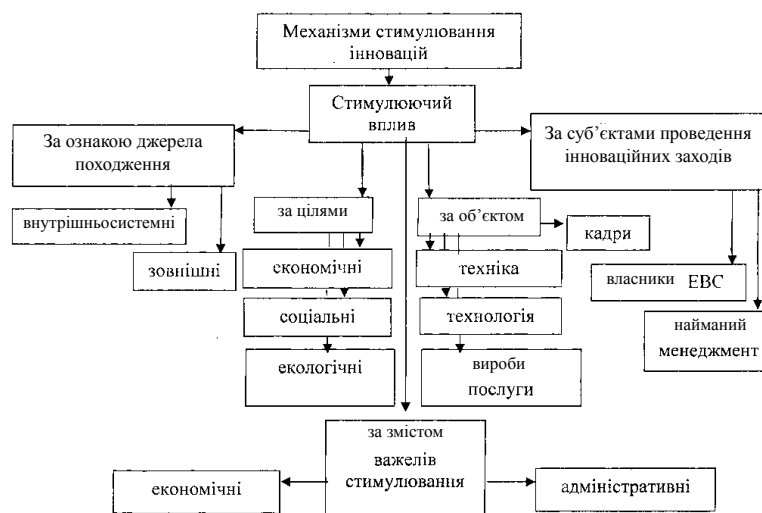 Механізми стимулювання
інновацій
Стимулюючий
вплив
За ознакою джерела
походження
За суб’єктами проведення
інноваційних заходів
внутрішньосистемні
зовнішні
за цілями
економічні
соціальні
екологічні
за об’єктом
кадри
техніка
технологія
вироби
послуги
власники ЕВС
найманий
менеджмент
за змістом
важелів
стимулювання
економічні
адміністративні